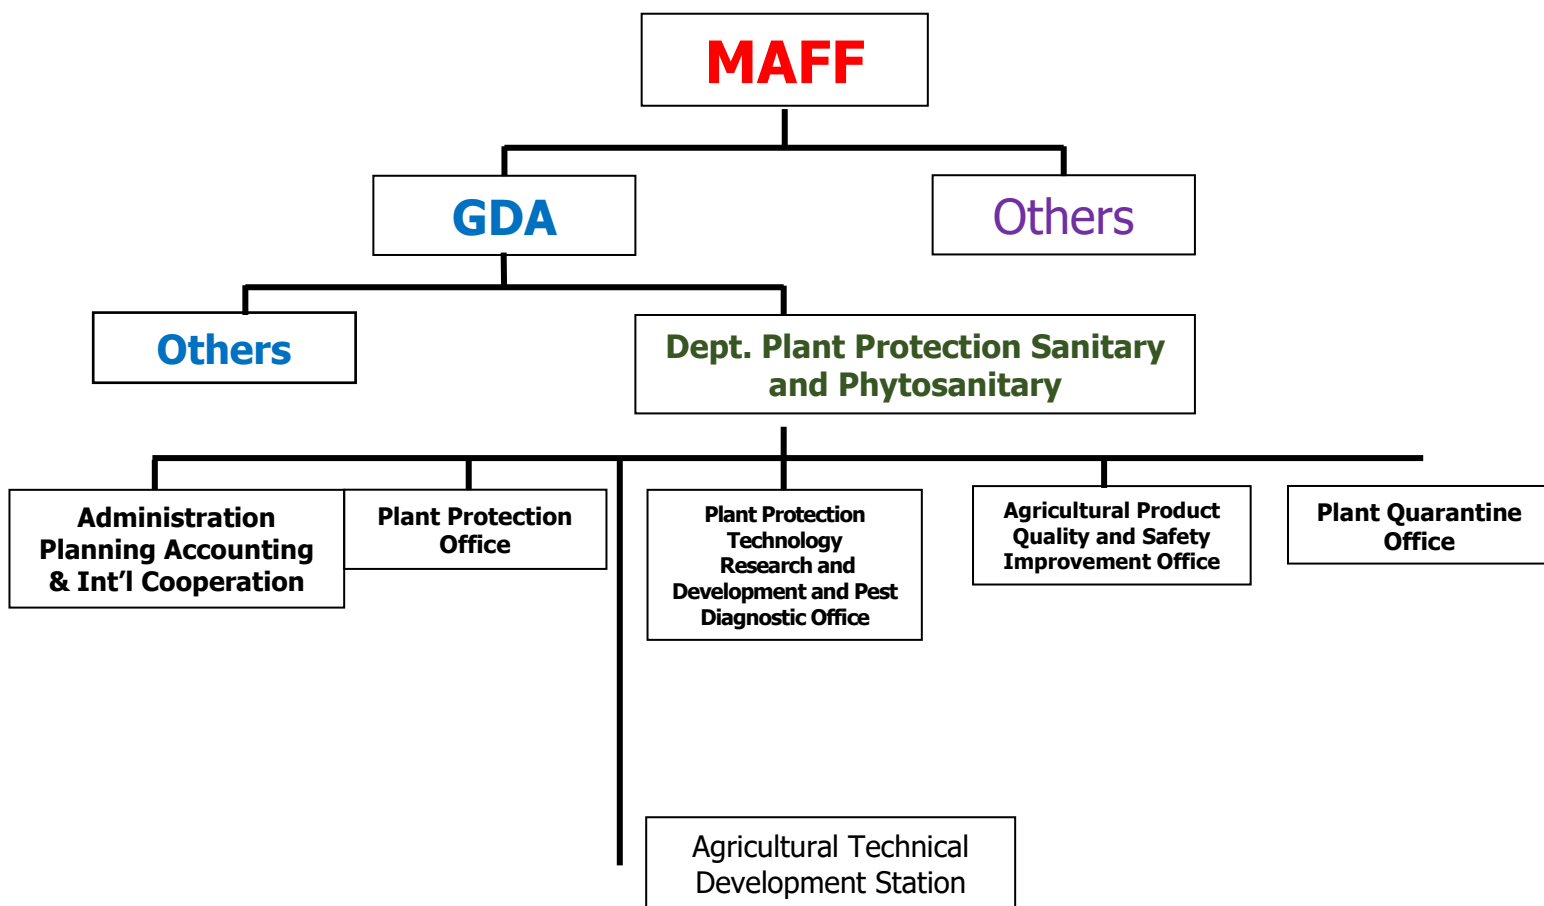 MAFF
GDA
Others
Others
Dept. Plant Protection Sanitary
and Phytosanitary
Administration
Planning Accounting
& Int’l Cooperation
Plant Protection
Office
Plant Protection
Technology
Research and
Development and Pest
Diagnostic Office
Agricultural Product
Quality and Safety
Improvement Office
Plant Quarantine
Office
Agricultural Technical
Development Station